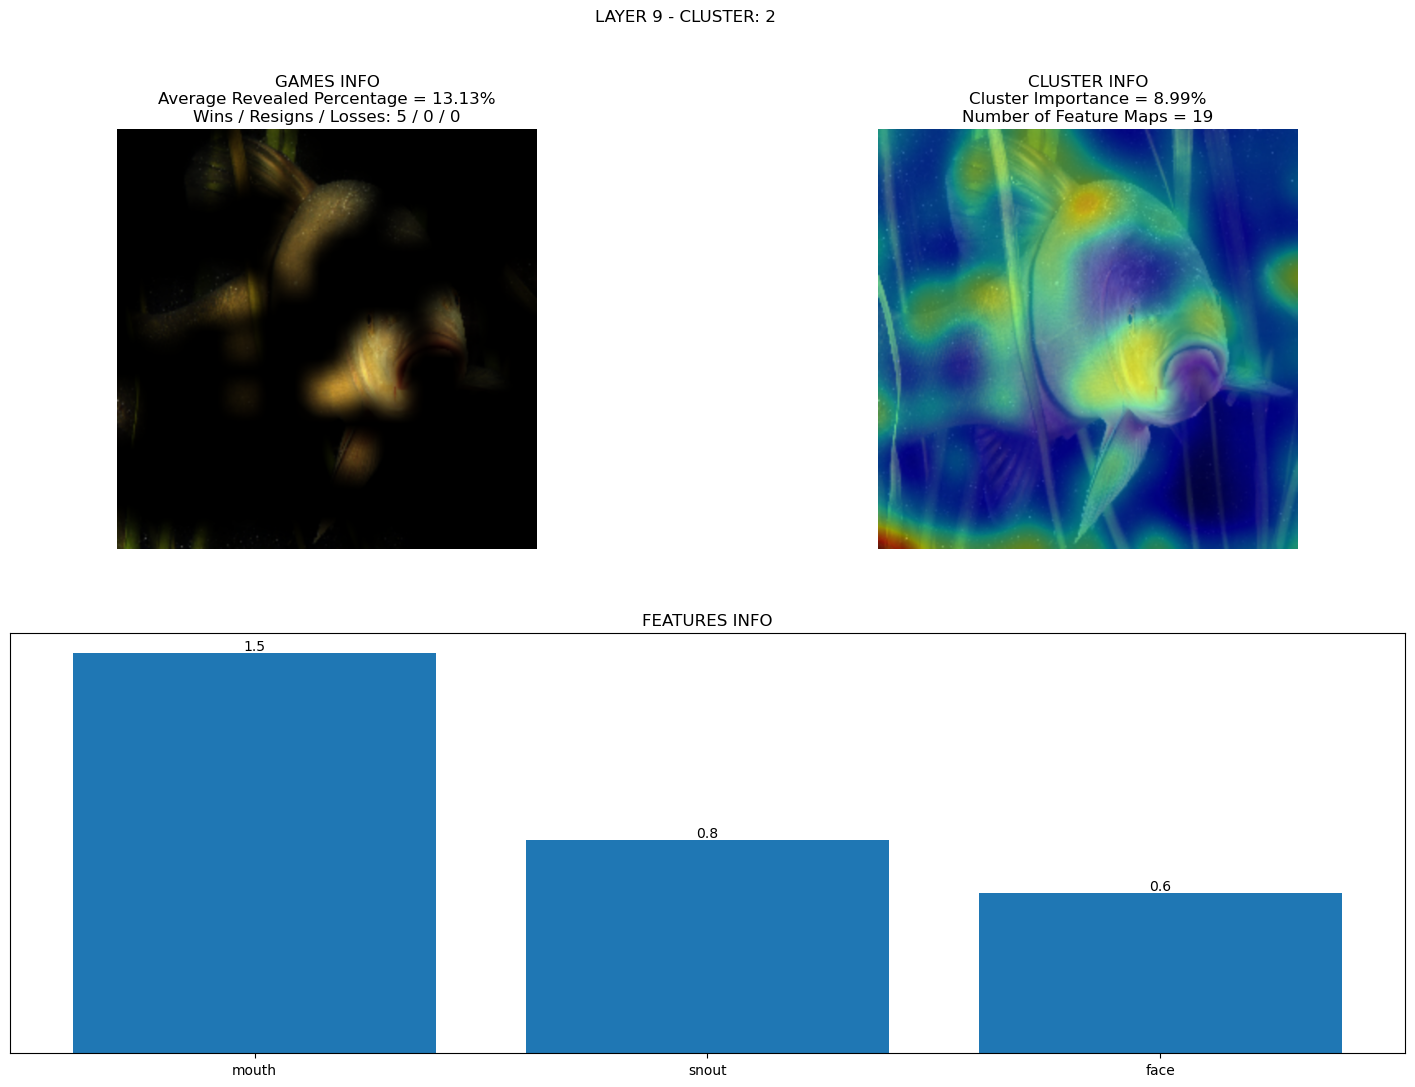 LAYER 9 - CLUSTER: 2
GAMES INFO
Average Revealed Percentage = 13.13%
Wins / Resigns / Losses: 5 / 0 / 0
CLUSTER INFO
Cluster Importance = 8.99%
Number of Feature Maps = 19
FEATURES INFO
1.5
0.8
0.6
mouth
snout
face